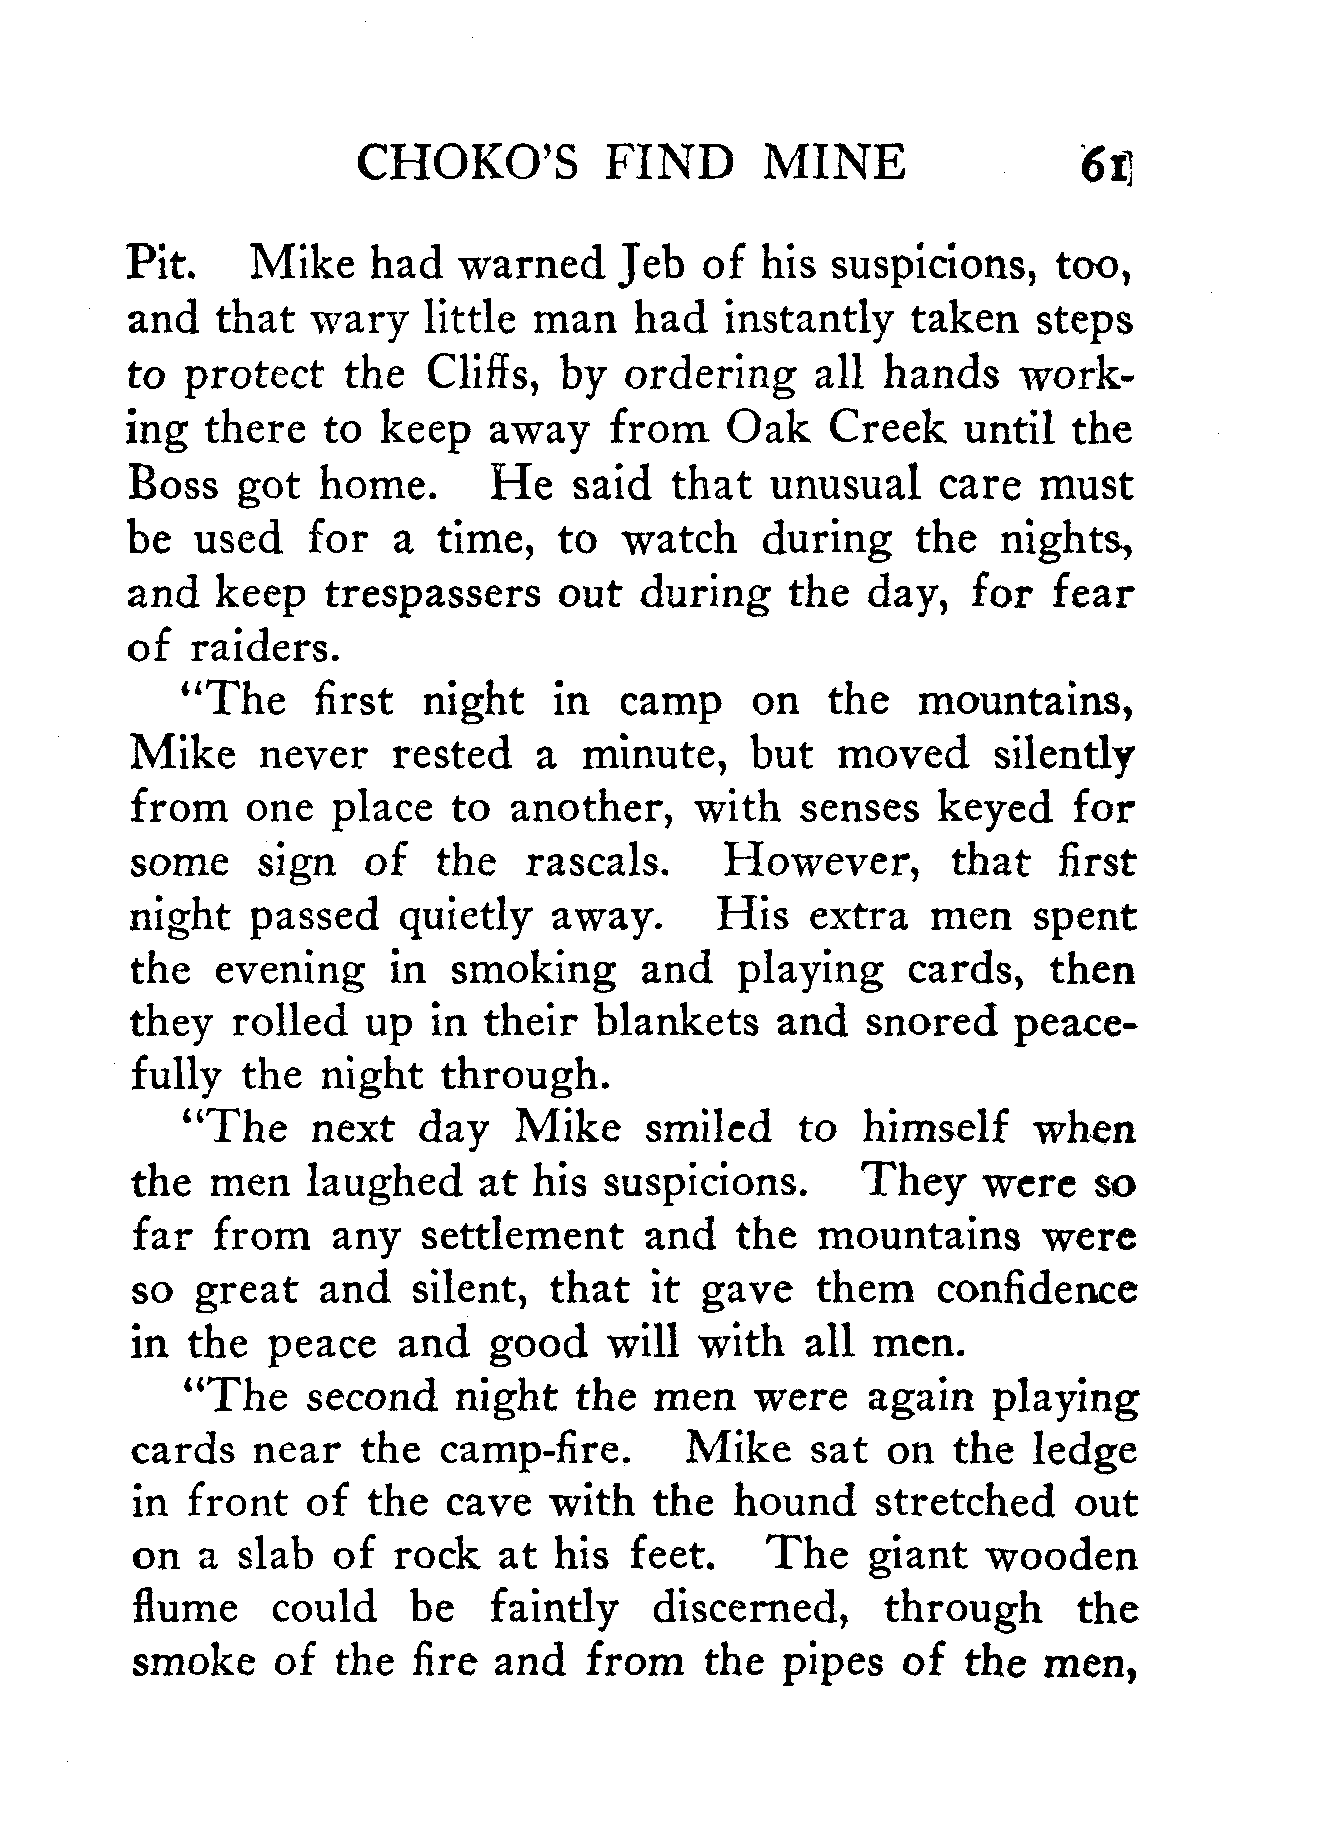 CHOKO'S FIND MINE 61
Pit. Mike had warned Jeb of his suspicions, too,
and that wary little man had instantly taken steps
to protect the Cliffs, by ordering all hands work-
ing there to keep away from Oak Creek until the
Boss got home. He said that unusual care must
be used for a time, to watch during the nights,
and keep trespassers out during the day, for fear
of raiders.
"The first night in camp on the mountains,
Mike never rested a minute, but moved silently
from one place to another, with senses keyed for
some sign of the rascals. However, that first
night passed quietly away. His extra men spent
the evening in smoking and playing cards, then
they rolled up in their blankets and snored peace-
fully the night through.
"The next day Mike smiled to himself when
the men laughed at his suspicions. They were so
far from any settlement and the mountains were
so great and silent, that it gave them confidence
in the peace and good will with all men.
"The second night the men were again playing
cards near the camp-fire. Mike sat on the ledge
in front of the cave with the hound stretched out
on a slab of rock at his feet. The giant wooden
flume could be faintly discerned, through the
smoke of the fire and from the pipes of the men,